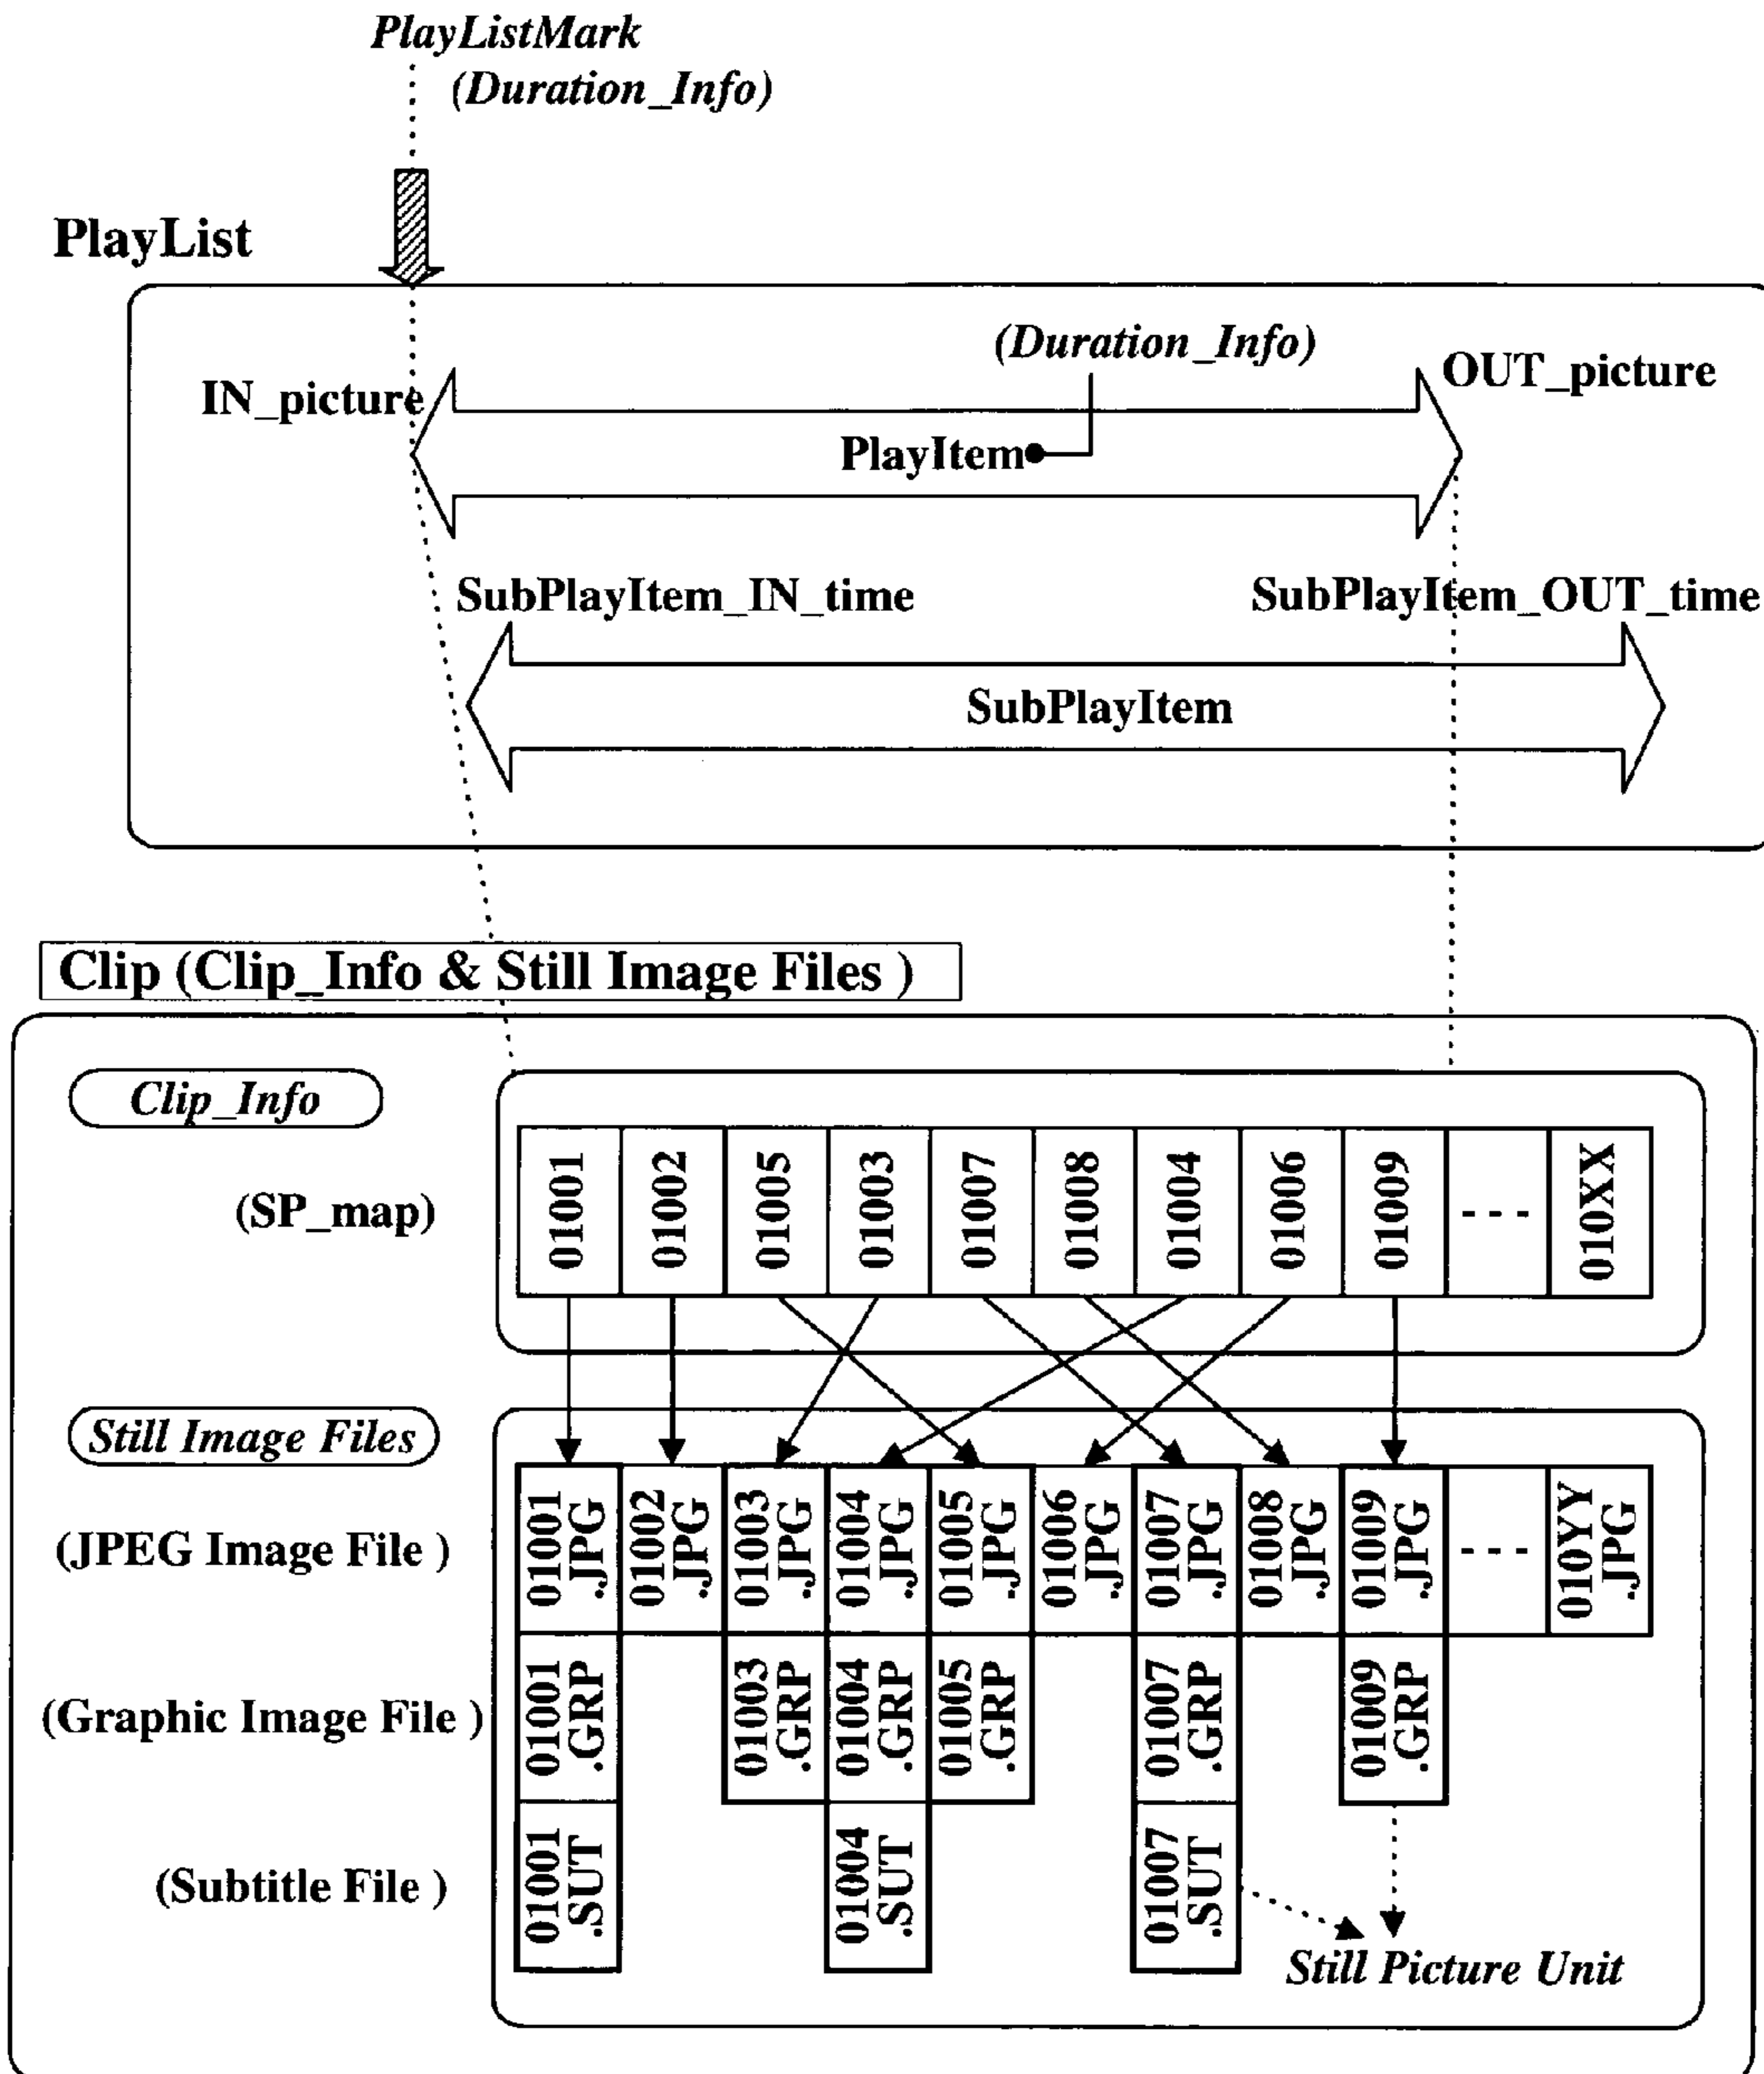 PlayListMark
(Duration_Info)
PlayList
(Duration_Info)
IN_picture
OUT_picture
PlayItem
SubPlayItem_IN_time
SubPlayItem_OUT_time
SubPlayItem
Clip (Clip_Info & Still Image Files )
Clip_Info
(SP_map)
01001
01002
01005
01003
01007
01008
01004
01006
01009
- - -
010XX
Still Image Files
(JPEG Image File )
01001
.JPG
01002
.JPG
01003
.JPG
01004
.JPG
01005
.JPG
01006
.JPG
01007
.JPG
01008
.JPG
01009
.JPG
- - -
010YY
.JPG
(Graphic Image File )
01001
.GRP
01003
.GRP
01004
.GRP
01005
.GRP
01007
.GRP
01009
.GRP
(Subtitle File )
01001
.SUT
01004
.SUT
01007
.SUT
Still Picture Unit